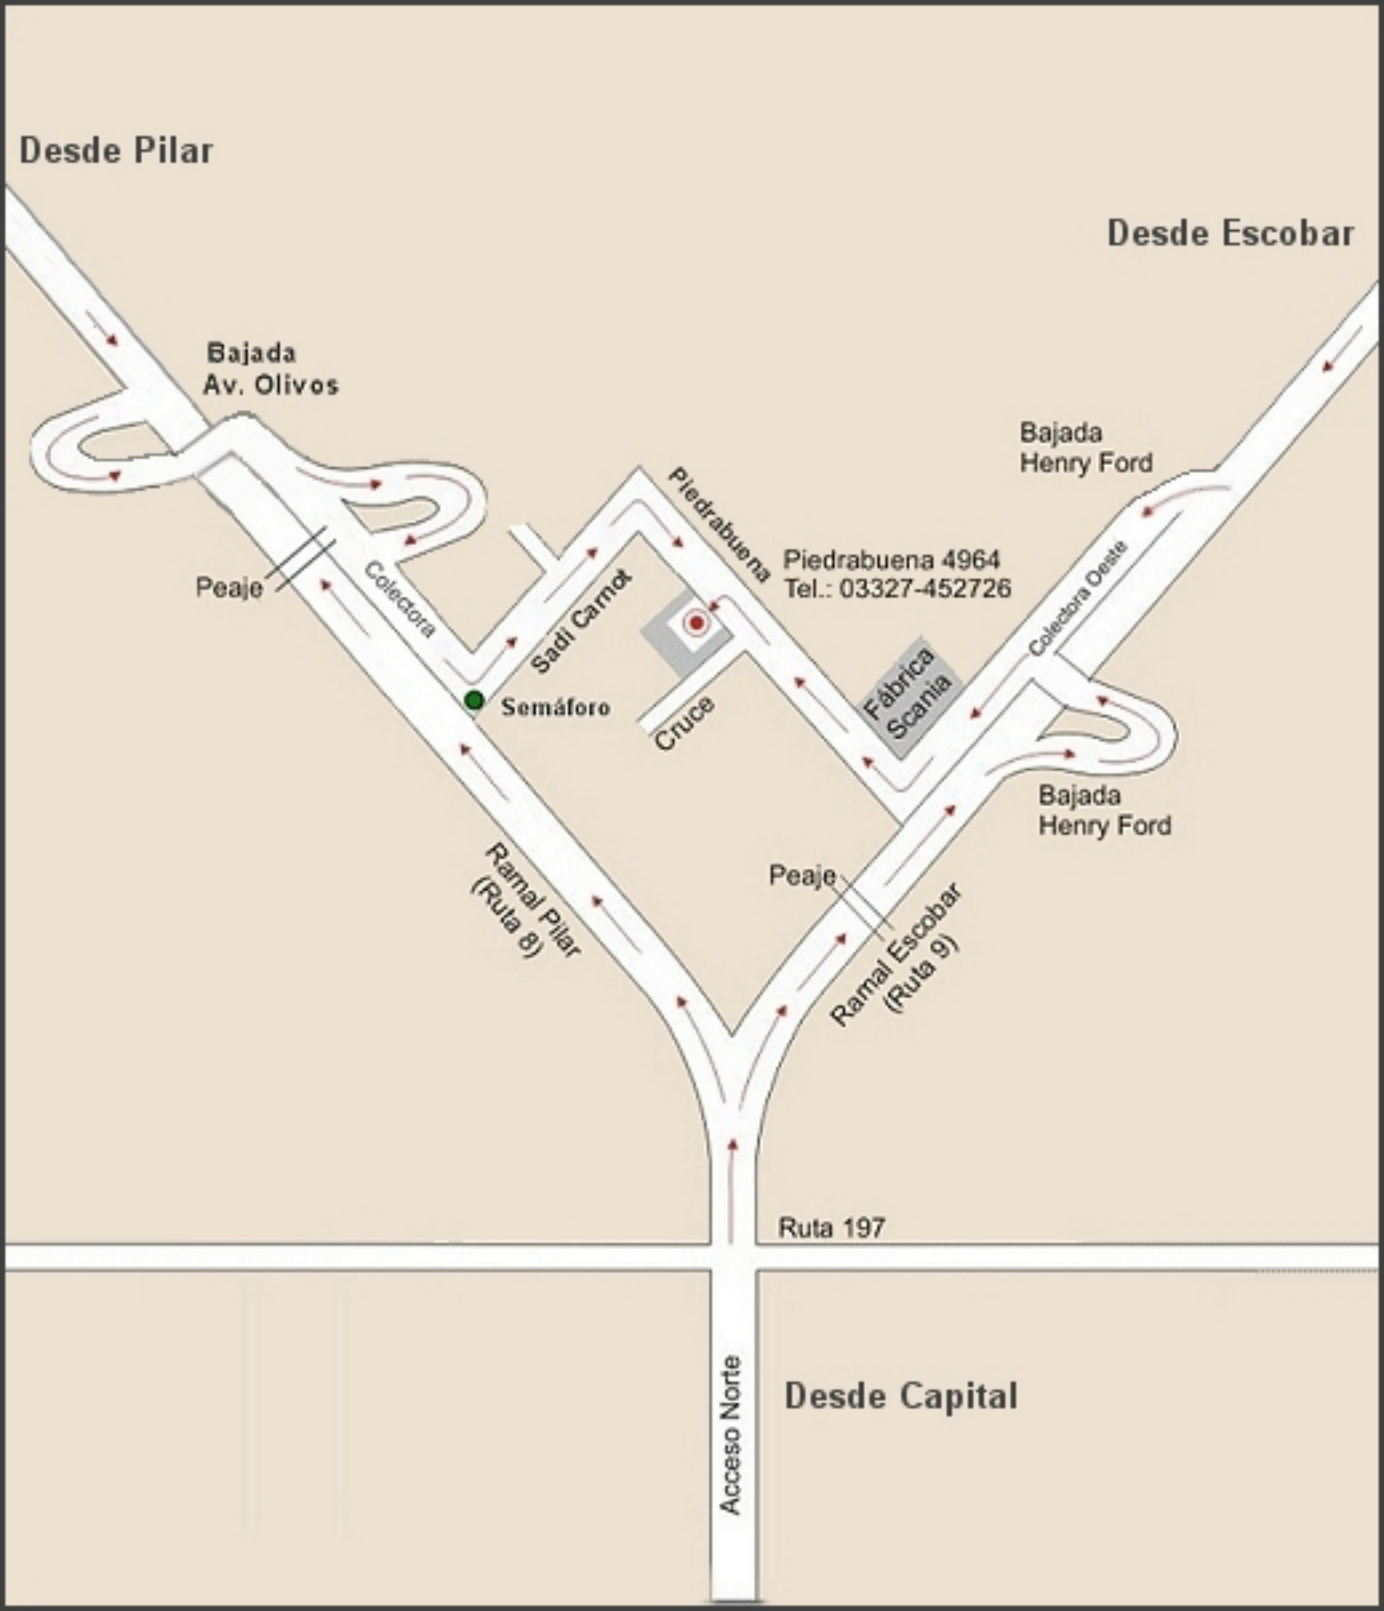 Desde Pilar
Desde Escobar
Bajada
Av. Olivos
Bajada
Henry Ford
Piedrabuena
Piedrabuena 4964
Tel.: 03327-452726
Colectora Oeste
Peaje
Colectora
Sadi Carnot
Fábrica
Scania
Semáforo
Cruce
Bajada
Henry Ford
Ramal Pilar
(Ruta 8)
Peaje
Ramal Escobar
(Ruta 9)
Ruta 197
Acceso Norte
Desde Capital